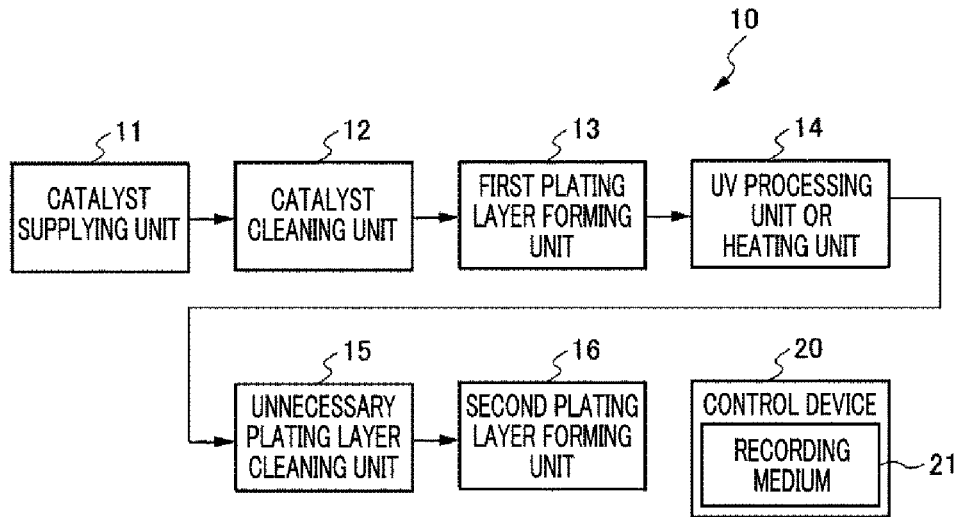 10
11
12
13
14
CATALYST
SUPPLYING UNIT
CATALYST
CLEANING UNIT
FIRST PLATING
LAYER FORMING
UNIT
UV PROCESSING
UNIT OR
HEATING UNIT
15
16
20
UNNECESSARY
PLATING LAYER
CLEANING UNIT
SECOND PLATING
LAYER FORMING
UNIT
CONTROL DEVICE
RECORDING
MEDIUM
21